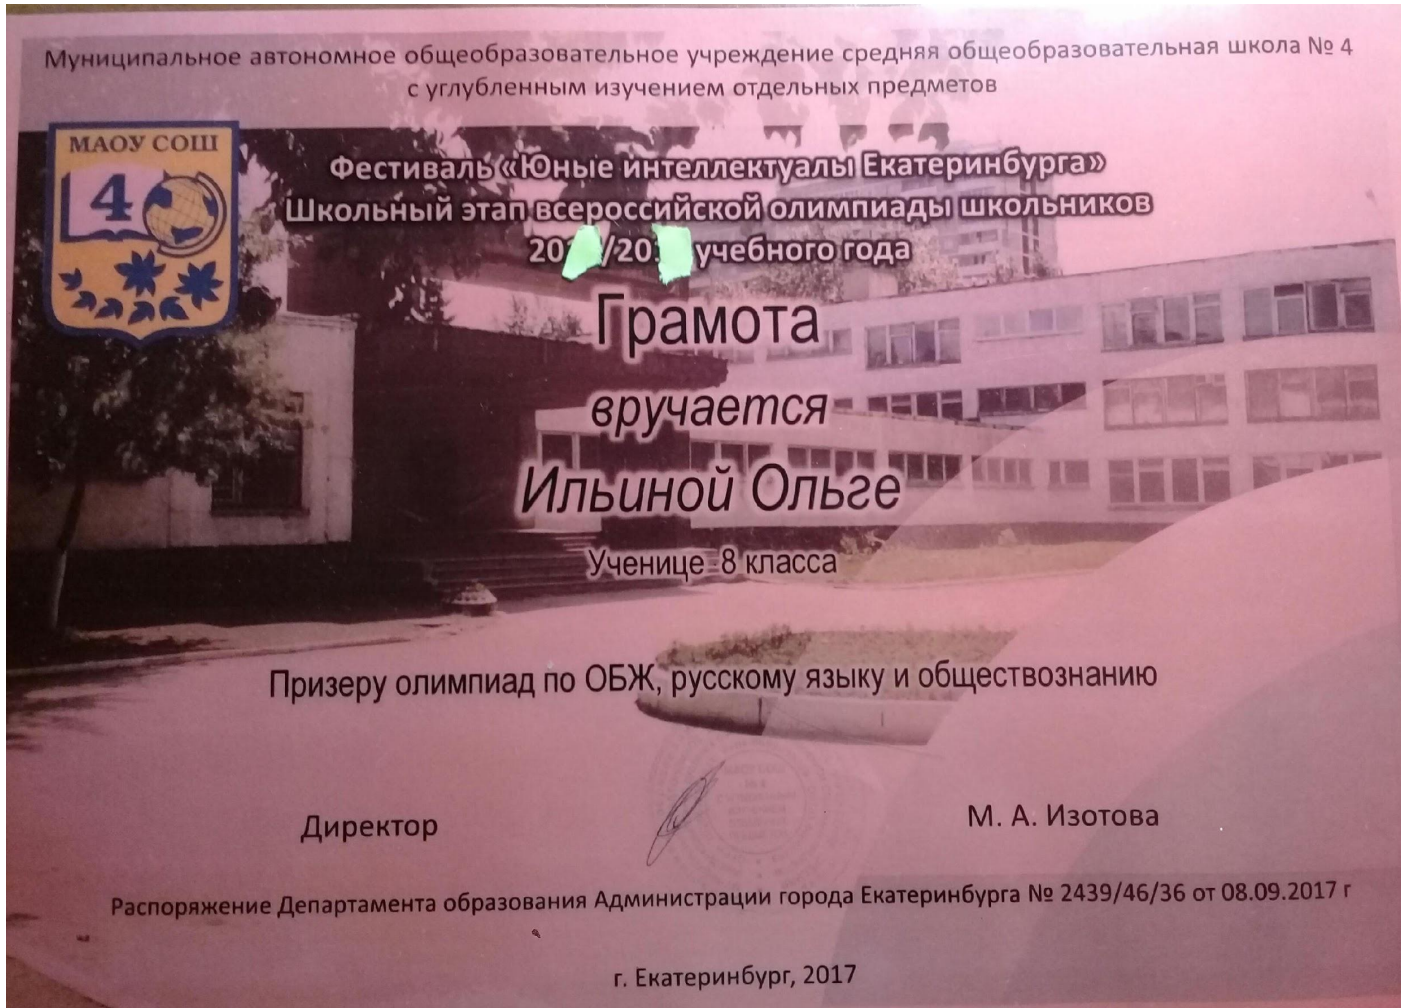 Муниципальное автономное общеобразовательное учреждение средняя общеобразовательная школа № 4
с углубленным изучением отдельных предметов
МАОУ СОШ
4
Фестиваль «Юные интеллектуалы Екатеринбурга»
Школьный этап всероссийской олимпиады школьников
20 /20 учебного года
Грамота
вручается
Ильиной Ольге
Ученице 8 класса
Призеру олимпиад по ОБЖ, русскому языку и обществознанию
Директор
М. А. Изотова
Распоряжение Департамента образования Администрации города Екатеринбурга № 2439/46/36 от 08.09.2017 г
г. Екатеринбург, 2017